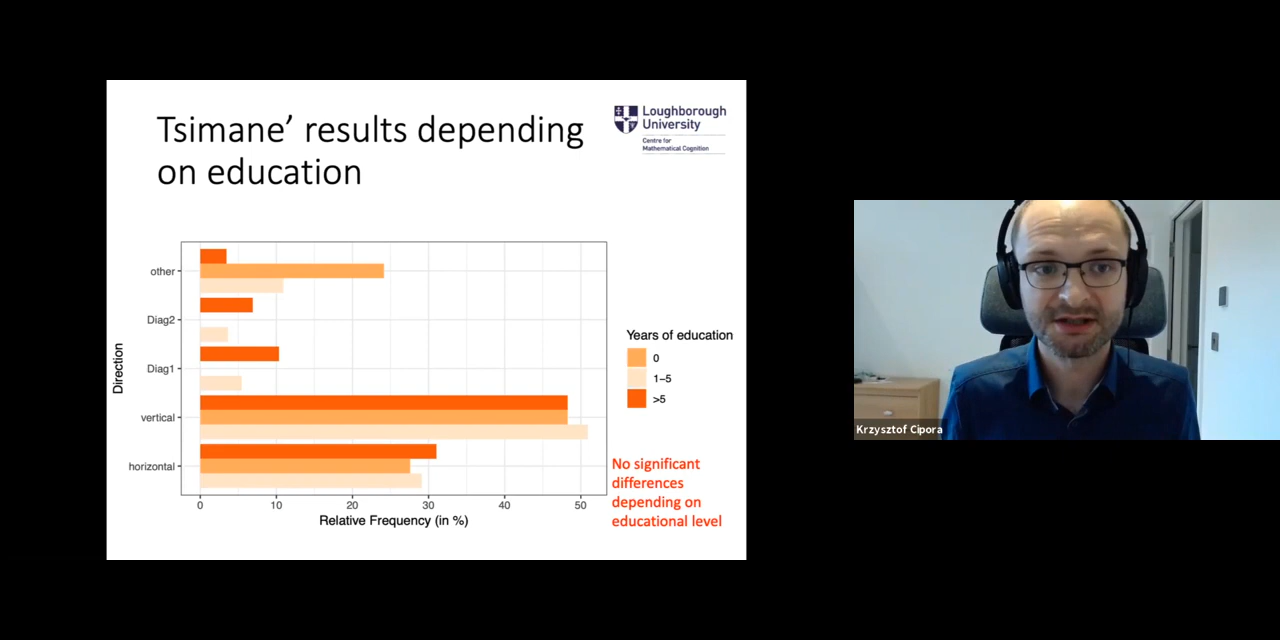 Tsimane’ results depending
on education
Loughborough
University
Centre for
Mathematical Cognition
other
Diag2
Diag1
vertical
horizontal
Direction
0 10 20 30 40 50
Relative Frequency (in %)
Years of education
0
1–5
>5
No significant
differences
depending on
educational level
Krzysztof Cipora